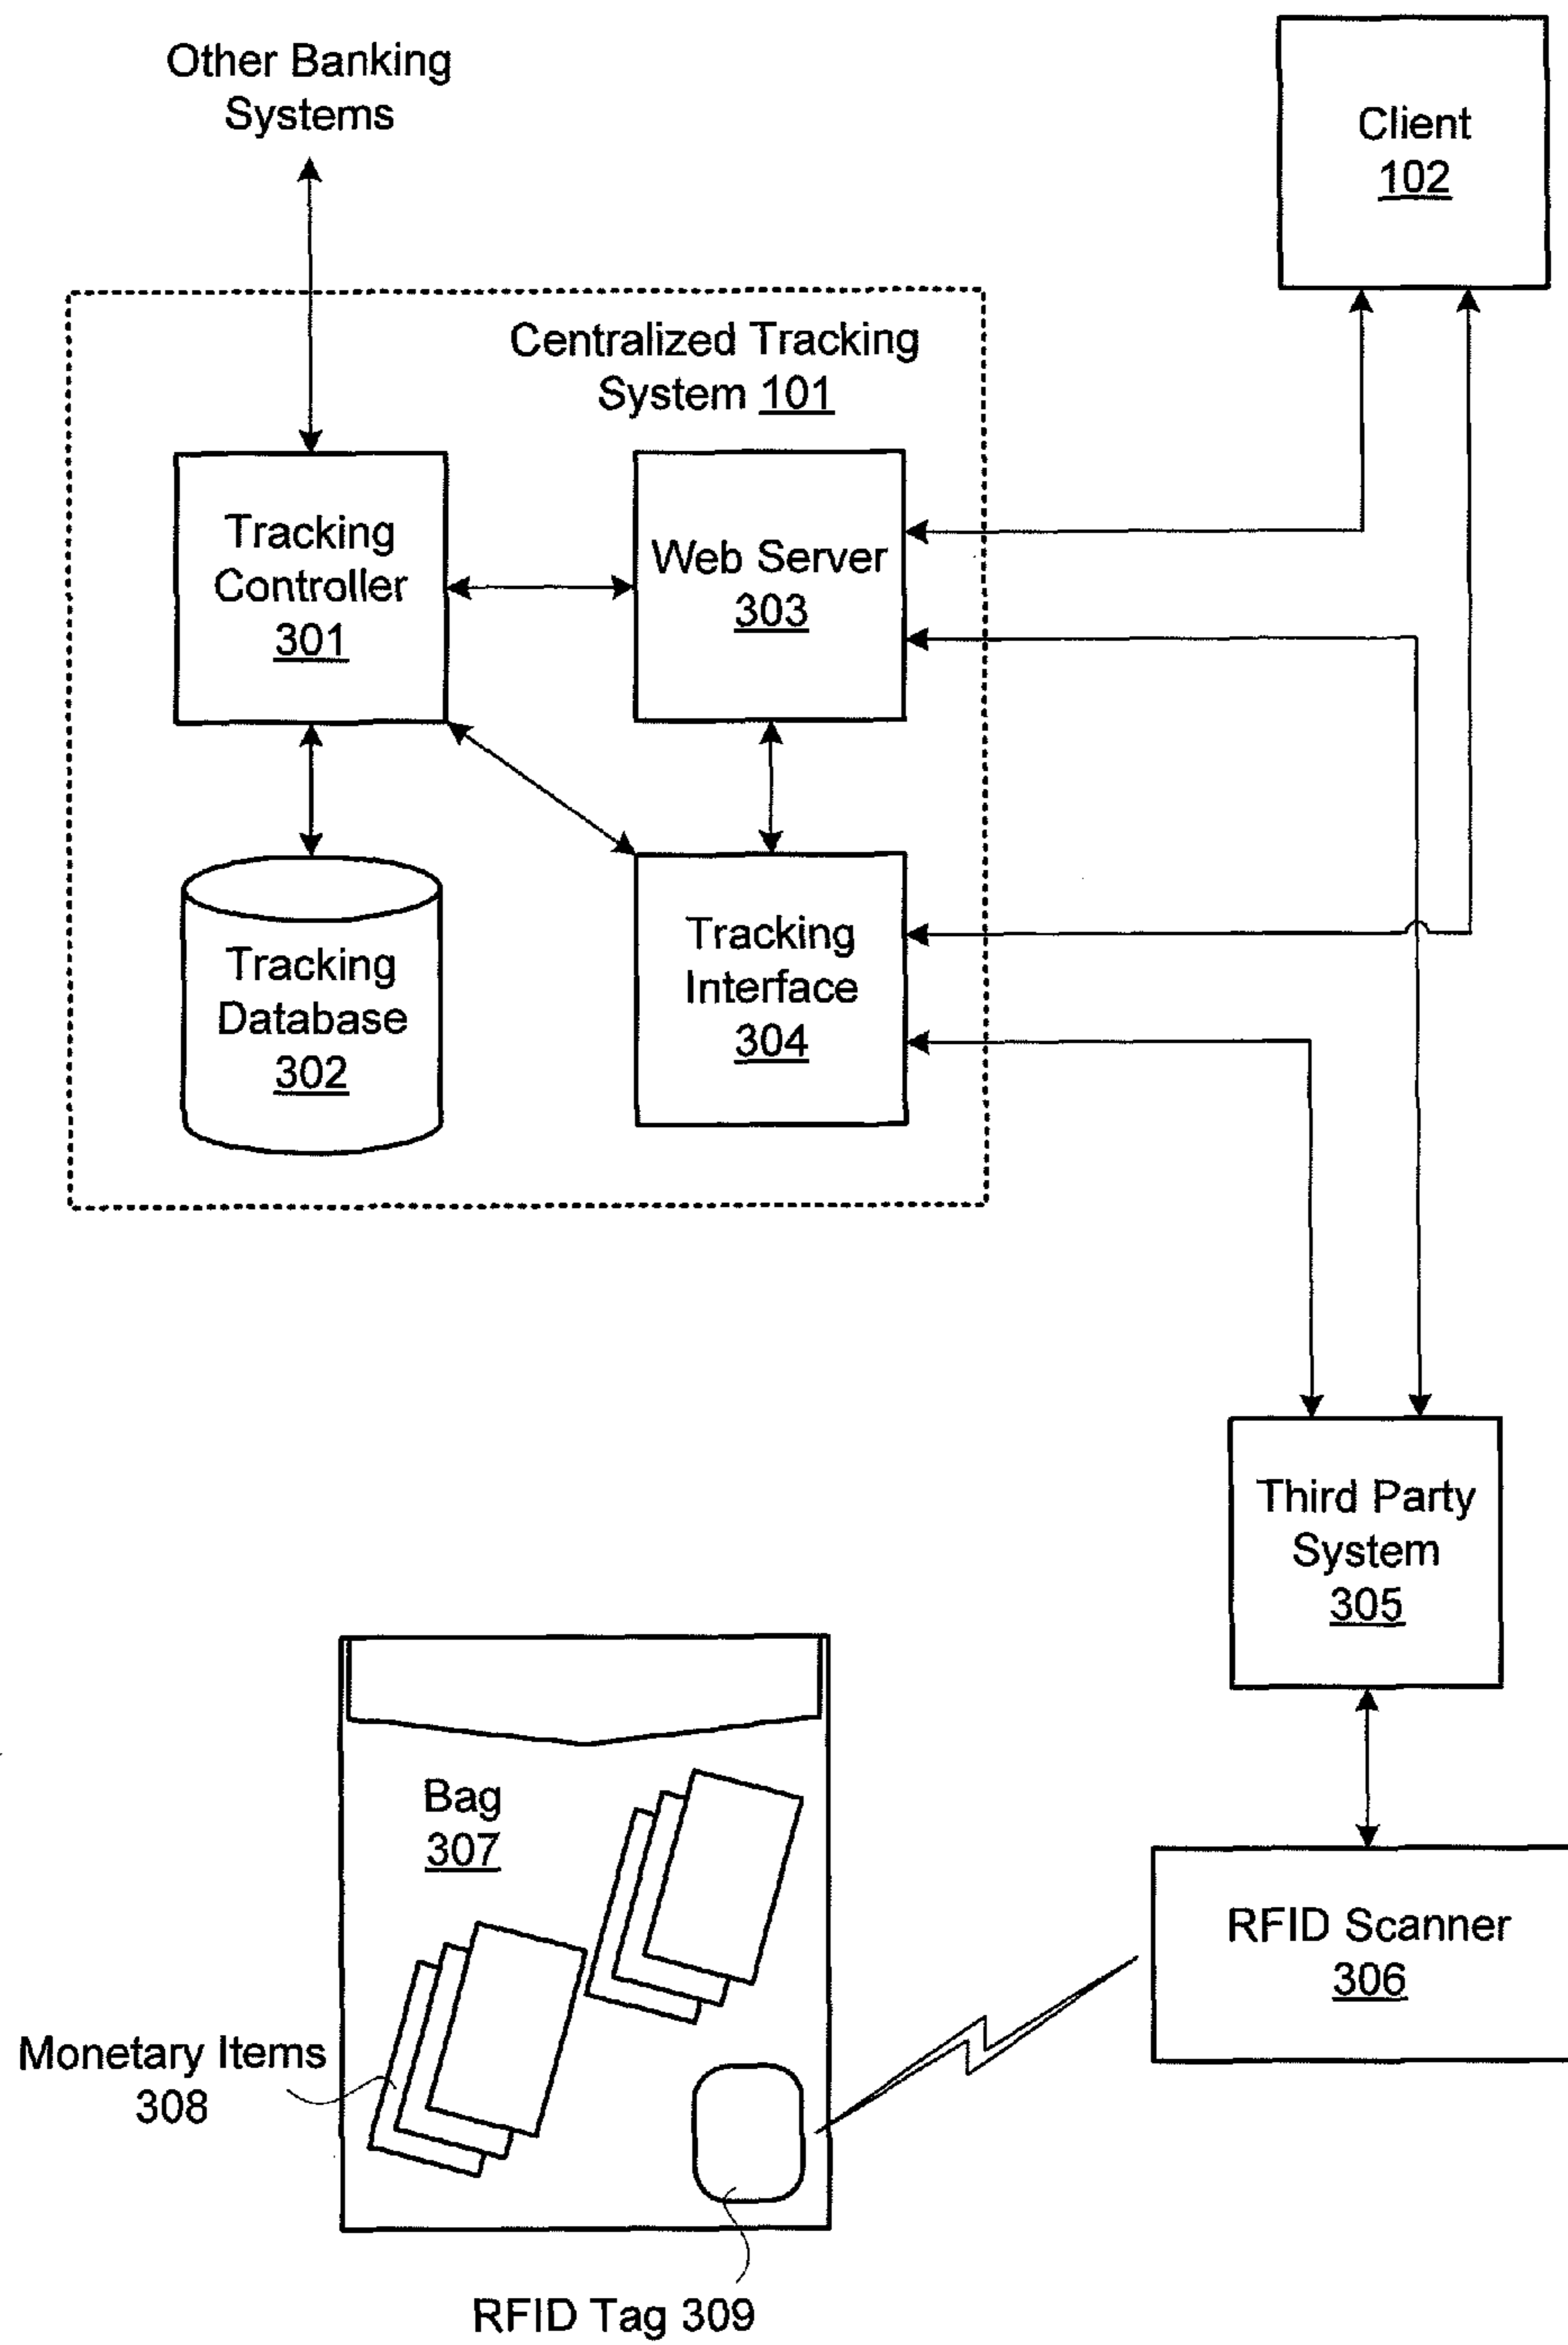 Other Banking
Systems
Client
102
Centralized Tracking
System 101
Tracking
Controller
301
Web Server
303
Tracking
Database
302
Tracking
Interface
304
Third Party
System
305
Bag
307
RFID Scanner
306
Monetary Items
308
RFID Tag 309